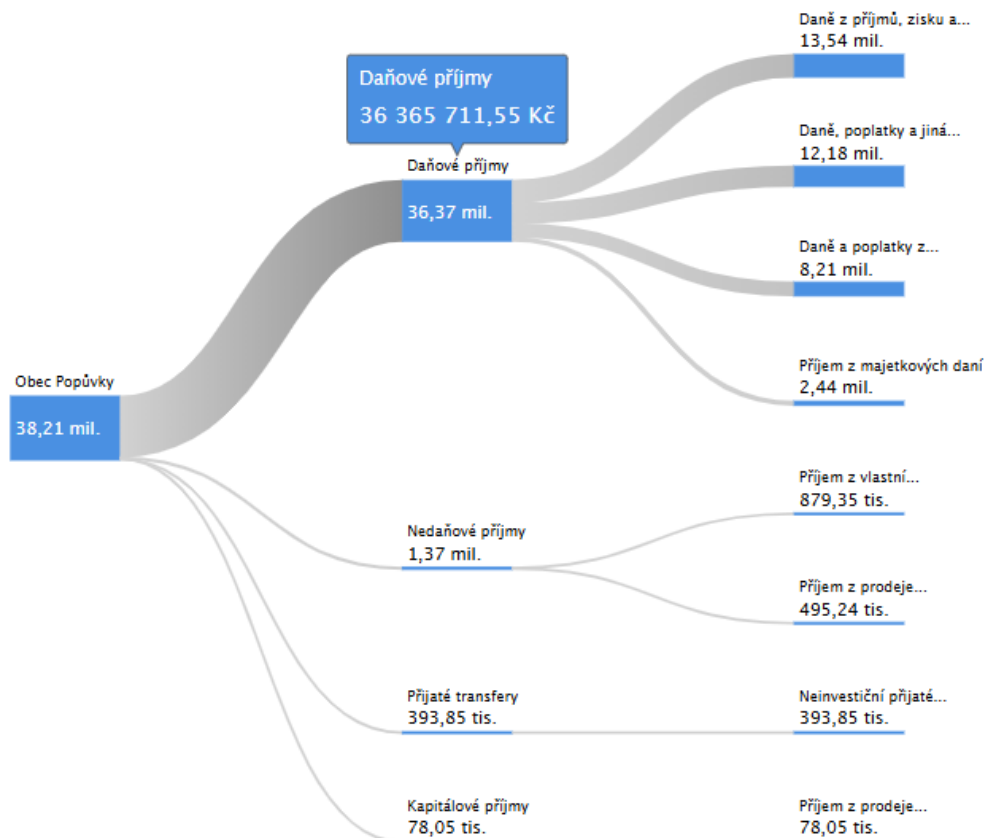 Daně z příjmů, zisku a...
13,54 mil.
Daňové příjmy
36 365 711,55 Kč
Daně, poplatky a jiná...
12,18 mil.
Daňové příjmy
36,37 mil.
Daně a poplatky z...
8,21 mil.
Příjem z majetkových daní
2,44 mil.
Obec Popůvky
38,21 mil.
Příjem z vlastní...
879,35 tis.
Nedaňové příjmy
1,37 mil.
Příjem z prodeje...
495,24 tis.
Přijaté transfery
393,85 tis.
Neinvestiční přijaté...
393,85 tis.
Kapitálové příjmy
78,05 tis.
Příjem z prodeje...
78,05 tis.